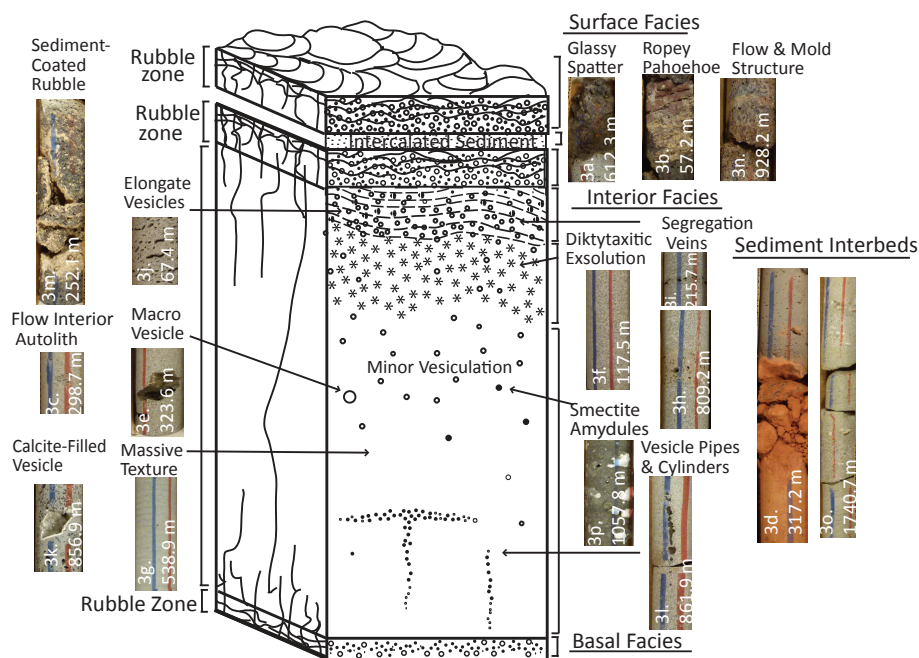 Surface Facies
Sediment-
Coated
Rubble
Rubble
zone
Glassy
Spatter
Ropey
Pahoehoe
Flow & Mold
Structure
3a. 612.3 m
3b. 57.2 m
3n. 928.2 m
Rubble
zone
Intercalated Sediment
3m. 252.1 m
Elongate
Vesicles
3j. 67.4 m
Interior Facies
Diktytaxitic
Exsolution
Segregation
Veins
Sediment Interbeds
3i. 215.7 m
3f. 117.5 m
3h. 809.2 m
Flow Interior
Autolith
3c. 298.7 m
Macro
Vesicle
3e. 323.6 m
Minor Vesiculation
Smectite
Amydules
3p. 1057.8 m
Vesicle Pipes
& Cylinders
3l. 861.9 m
3d. 317.2 m
3o. 1740.7 m
Calcite-Filled
Vesicle
3k. 856.9 m
Massive
Texture
3g. 538.9 m
Rubble Zone
Basal Facies